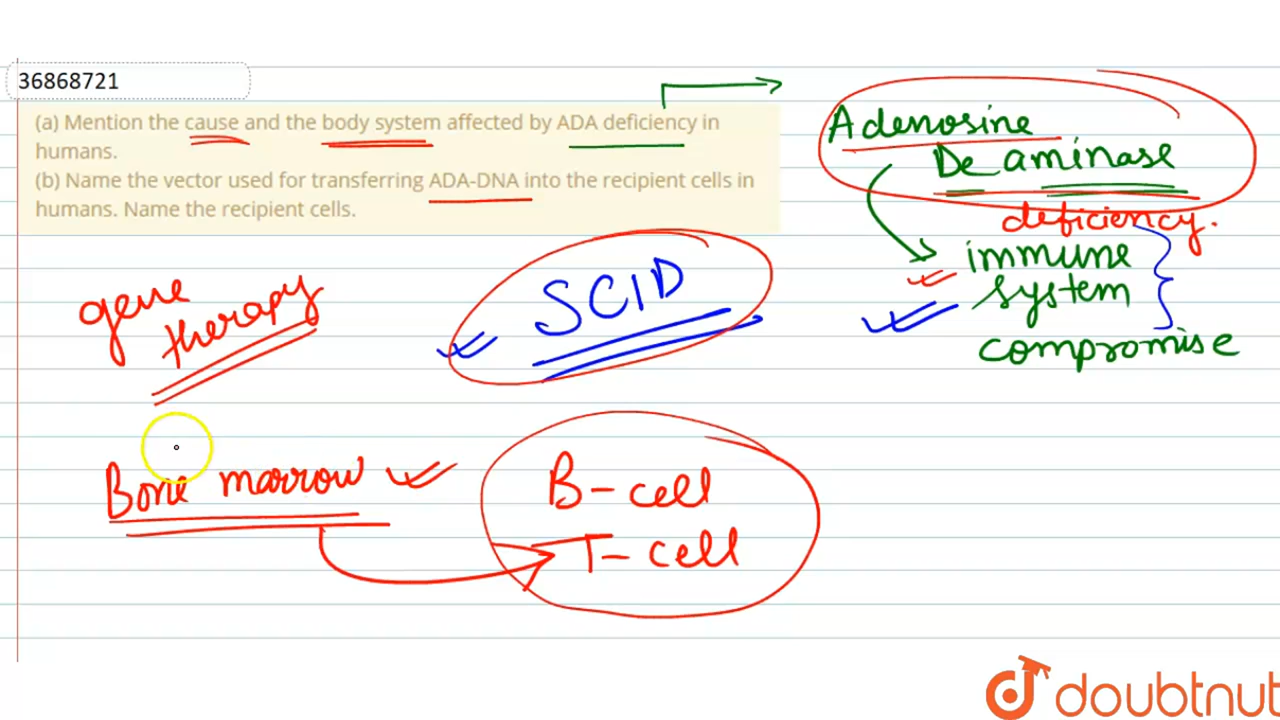 36868721
(a) Mention the cause and the body system affected by ADA deficiency in
humans.
(b) Name the vector used for transferring ADA-DNA into the recipient cells in
humans. Name the recipient cells.
Adenosine
De aminase
deficiency.
immune
system
compromise
gene
therapy
SCID
Bone marrow
B-cell
T-cell
doubtnut